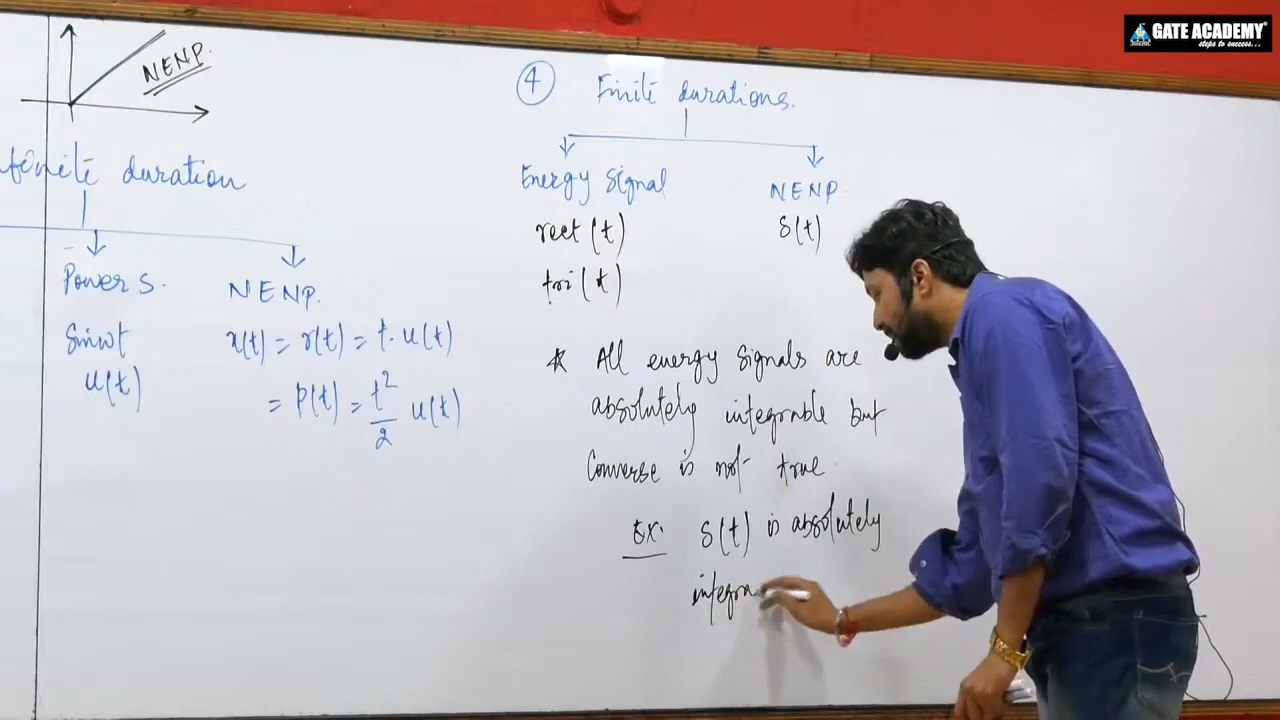 GATE ACADEMY
steps to success...
NENP.
finite duration
Power s.
Sinωt
u(t)
NENP.
x(t) = r(t) = t. u(t)
= p(t) = t²/2 u(t)
4 Finite durations.
Energy Signal
rect(t)
tri(t)
NENP.
δ(t)
* All energy signals are
absolutely integrable but
Converse is not true.
Ex. δ(t) is absolutely
integra